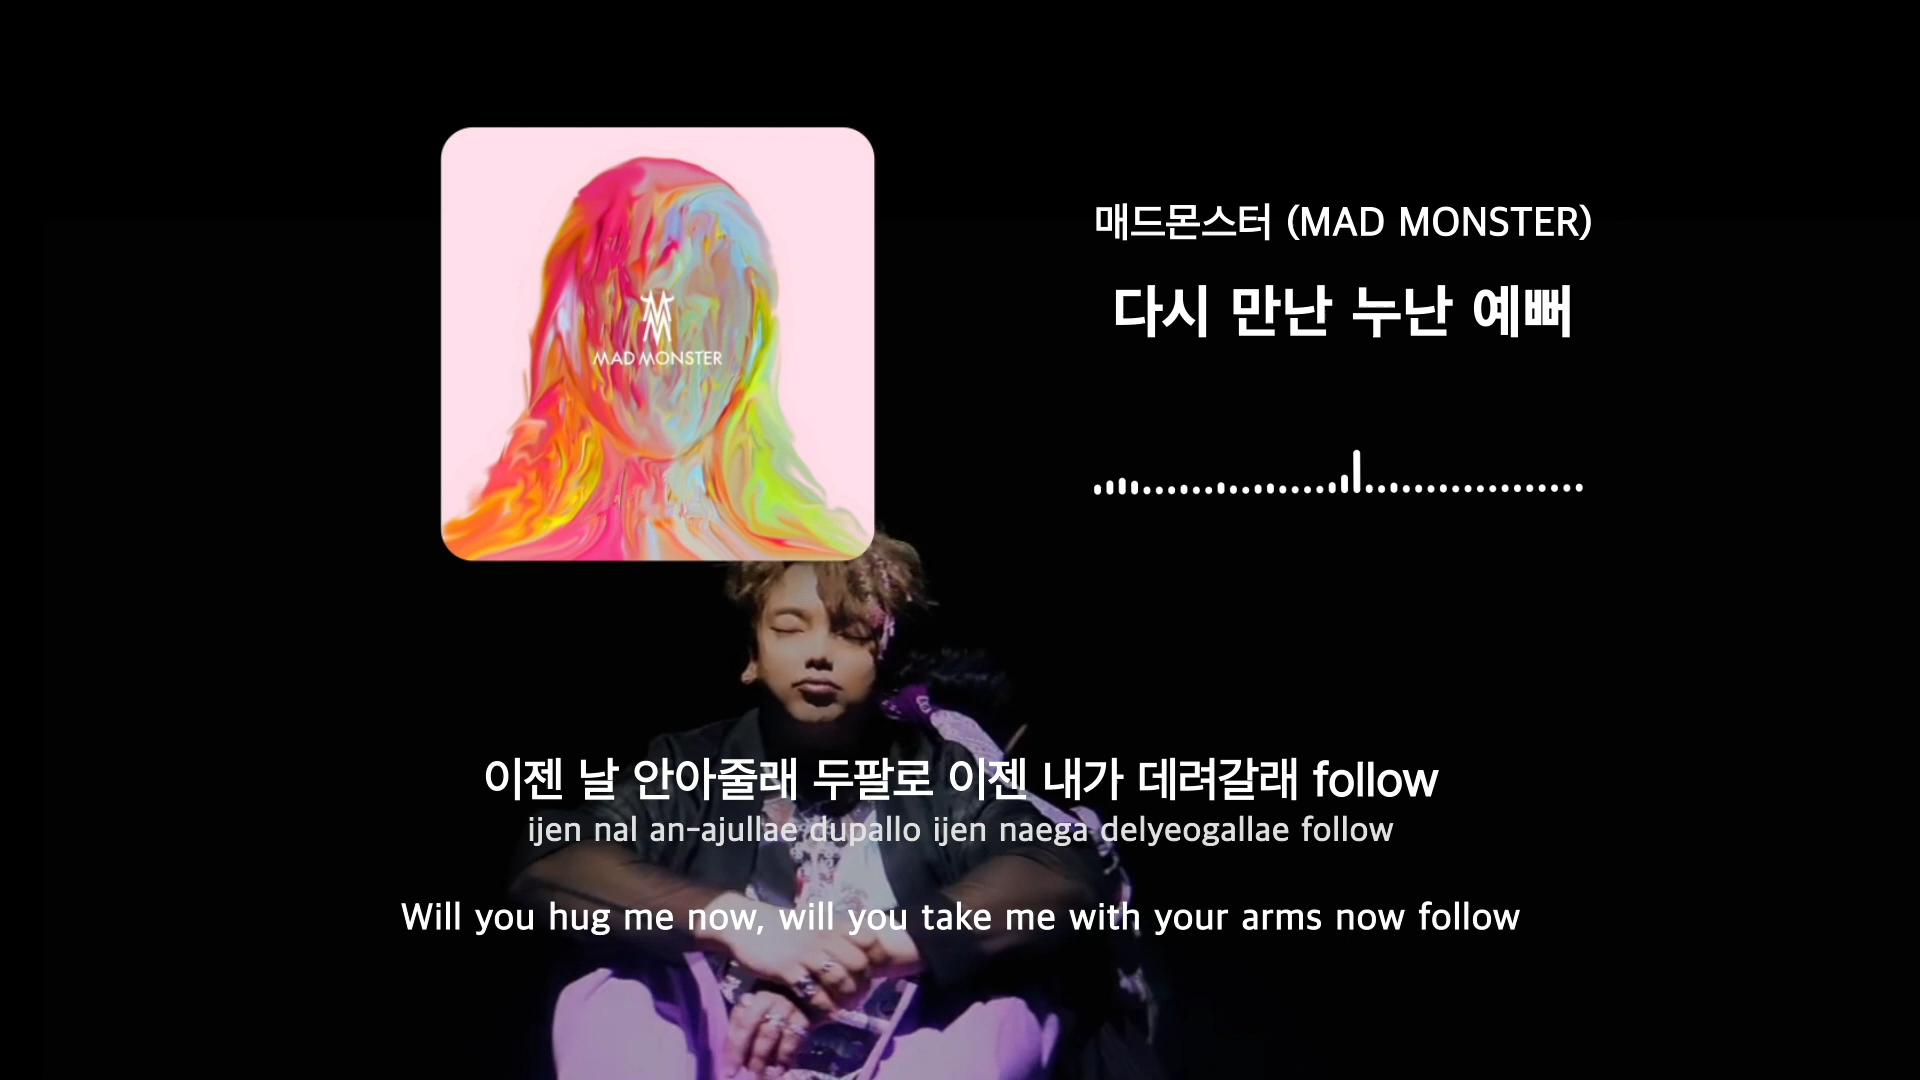 MAD MONSTER
매드몬스터 (MAD MONSTER)
다시 만난 누난 예뻐
이젠 날 안아줄래 두팔로 이젠 내가 데려갈래 follow
ijen nal an-ajullae dupallo ijen naega delyeogallae follow
Will you hug me now, will you take me with your arms now follow